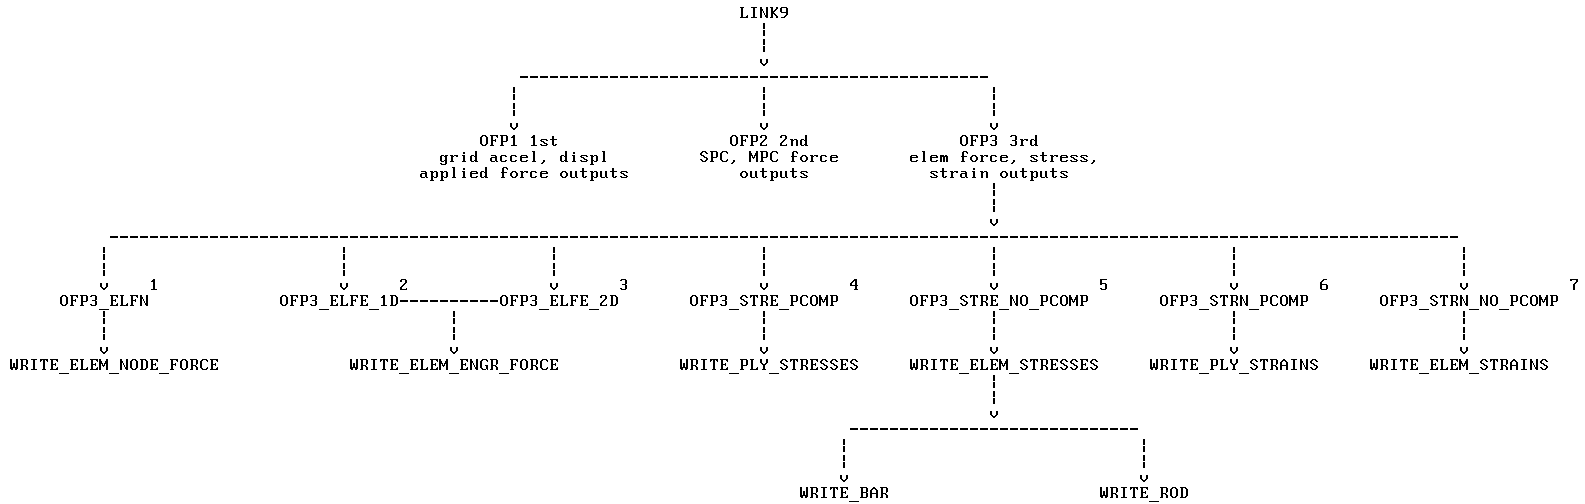 LINK9
OFP1 1st OFP2 2nd OFP3 3rd
grid accel, displ SPC, MPC force elem force, stress,
applied force outputs outputs strain outputs
1 2 3 4 5 6 7
OFP3_ELFN OFP3_ELFE_1D----------OFP3_ELFE_2D OFP3_STRE_PCOMP OFP3_STRE_NO_PCOMP OFP3_STRN_PCOMP OFP3_STRN_NO_PCOMP
WRITE_ELEM_NODE_FORCE WRITE_ELEM_ENGR_FORCE WRITE_PLY_STRESSES WRITE_ELEM_STRESSES WRITE_PLY_STRAINS WRITE_ELEM_STRAINS
WRITE_BAR WRITE_ROD